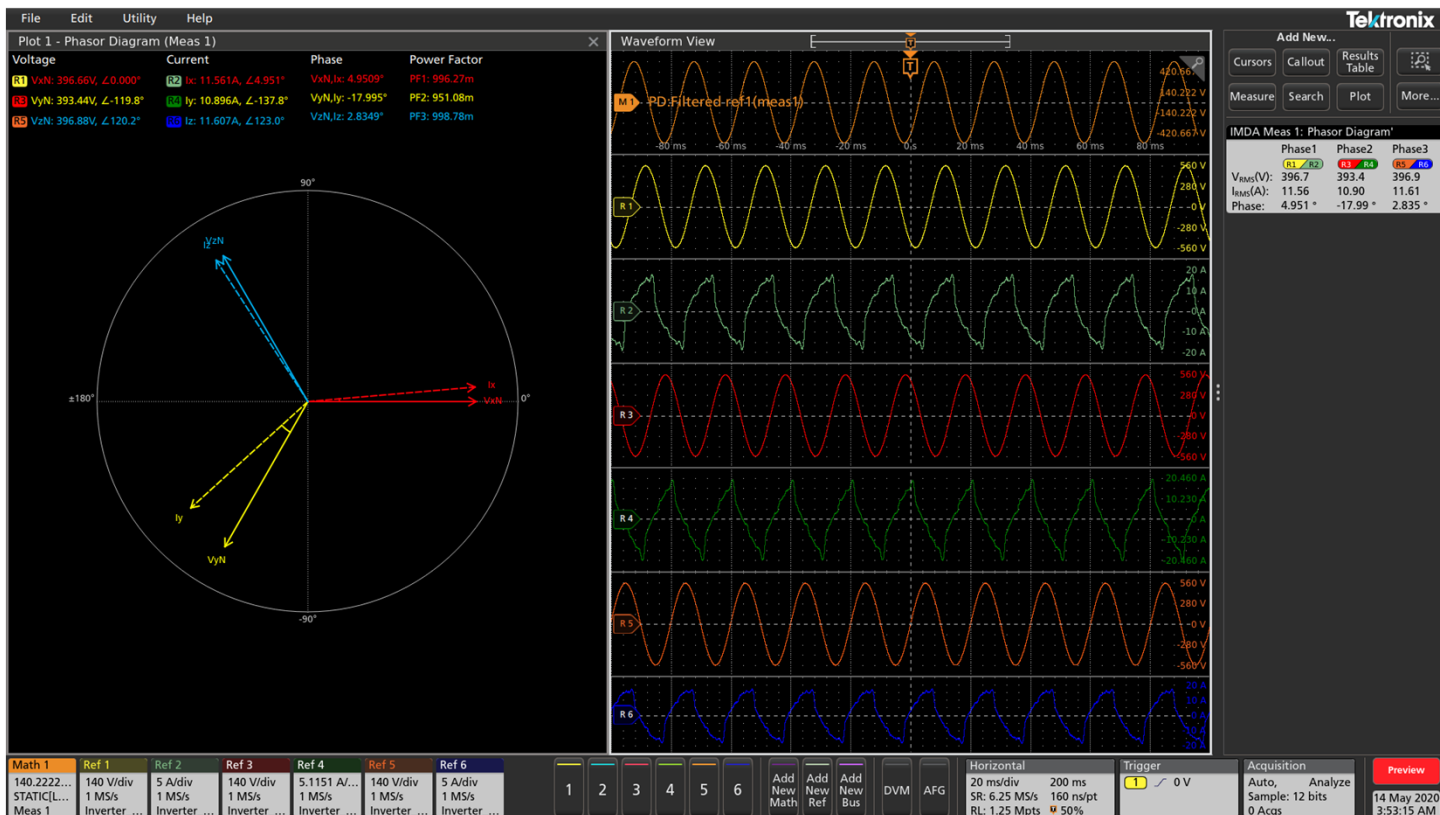 File Edit Utility Help
Tektronix
Plot 1 - Phasor Diagram (Meas 1)
Voltage Current Phase Power Factor
R1 VxN: 396.66V, ∠0.000° R2 Ix: 11.561A, ∠4.951° VxN,Ix: 4.9509° PF1: 996.27m
R3 VyN: 393.44V, ∠-119.8° R4 Iy: 10.896A, ∠-137.8° VyN,Iy: -17.995° PF2: 951.08m
R5 VzN: 396.88V, ∠120.2° R6 Iz: 11.607A, ∠123.0° VzN,Iz: 2.8349° PF3: 998.78m
90°
VzN
Iz
Ix
±180° VxN 0°
Iy
VyN
-90°
Waveform View
T
T
420.667
M 1 PD:Filtered ref1(meas1) 140.222 V
-140.222 V
-420.667 V
-80 ms -60 ms -40 ms -20 ms 0 s 20 ms 40 ms 60 ms 80 ms
560 V
280 V
R 1 0 V
-280 V
-560 V
20 A
10 A
R 2 0 A
-10 A
-20 A
560 V
280 V
R 3 0 V
-280 V
-560 V
20.460 A
10.230 A
R 4 0 A
-10.230 A
-20.460 A
560 V
280 V
R 5 0 V
-280 V
-560 V
20 A
10 A
R 6 0 A
-10 A
-20 A
Add New...
Cursors Callout Results Table
Measure Search Plot More...
IMDA Meas 1: Phasor Diagram'
Phase1 Phase2 Phase3
R1 R2 R3 R4 R5 R6
VRMS(V): 396.7 393.4 396.9
IRMS(A): 11.56 10.90 11.61
Phase: 4.951 ° -17.99 ° 2.835 °
Math 1
140.2222...
STATIC[L...
Meas 1
Ref 1
140 V/div
1 MS/s
Inverter ...
Ref 2
5 A/div
1 MS/s
Inverter ...
Ref 3
140 V/div
1 MS/s
Inverter ...
Ref 4
5.1151 A/...
1 MS/s
Inverter ...
Ref 5
140 V/div
1 MS/s
Inverter ...
Ref 6
5 A/div
1 MS/s
Inverter ...
1 2 3 4 5 6
Add New Math
Add New Ref
Add New Bus
DVM AFG
Horizontal
20 ms/div 200 ms
SR: 6.25 MS/s 160 ns/pt
RL: 1.25 Mpts T 50%
Trigger
1 0 V
Acquisition
Auto, Analyze
Sample: 12 bits
0 Acqs
Preview
14 May 2020
3:53:15 AM